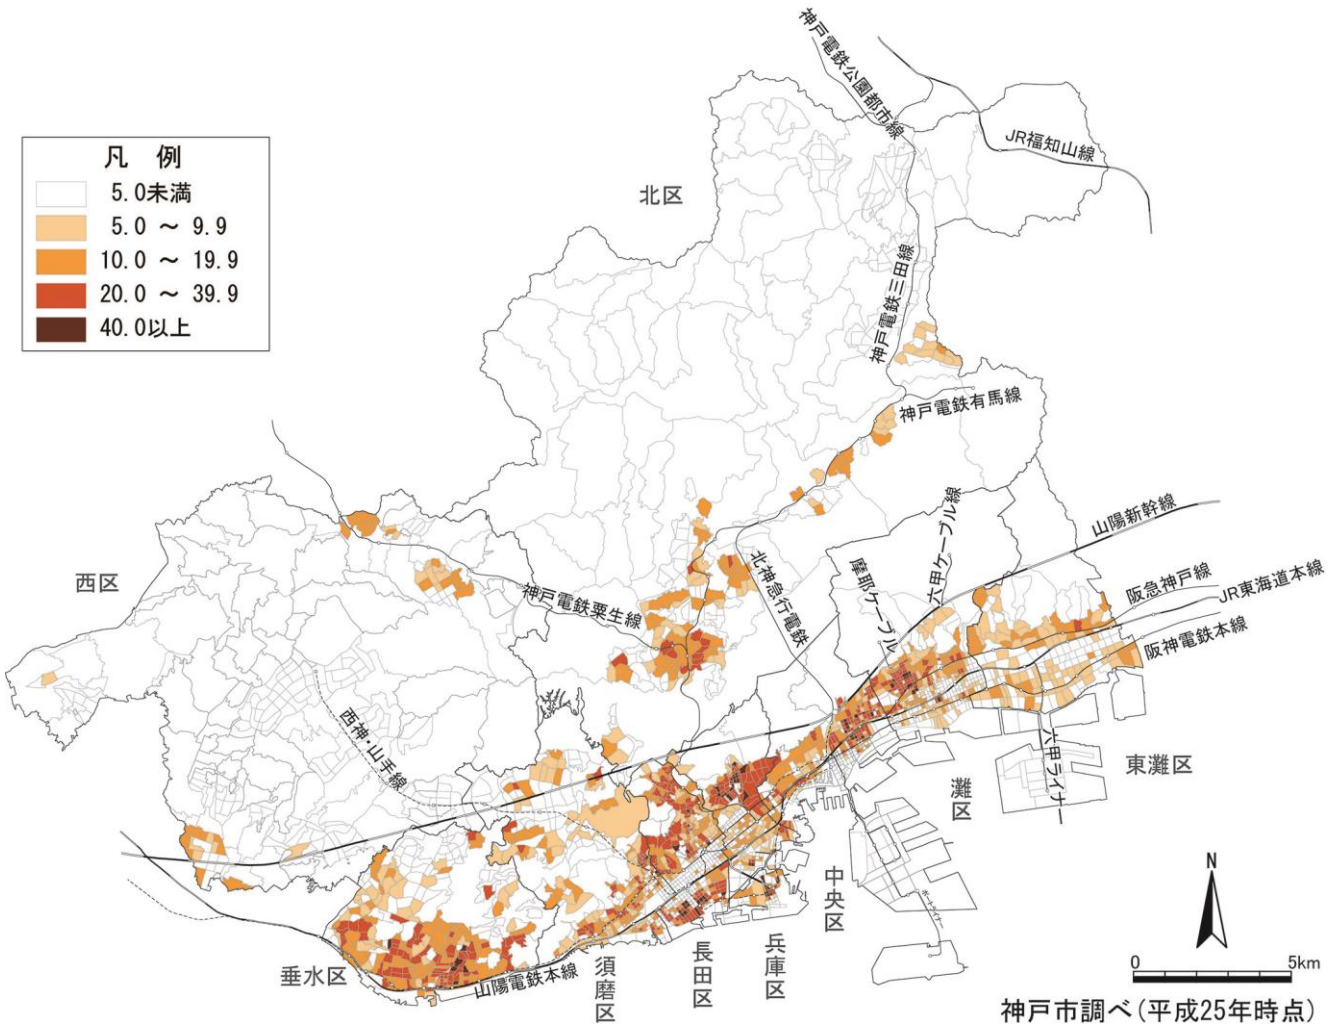 神戸電鉄公園都市線
JR福知山線
凡 例
5.0未満
5.0 ～ 9.9
10.0 ～ 19.9
20.0 ～ 39.9
40.0以上
北区
神戸電鉄三田線
神戸電鉄有馬線
山陽新幹線
六甲ケーブル線
摩耶ケーブル
北神急行電鉄
阪急神戸線
JR東海道本線
阪神電鉄本線
西区
神戸電鉄粟生線
西神・山手線
六甲ライナー
東灘区
灘区
中央区
ポートライナー
兵庫区
長田区
須磨区
垂水区
山陽電鉄本線
N
0 5km
神戸市調べ(平成25年時点)